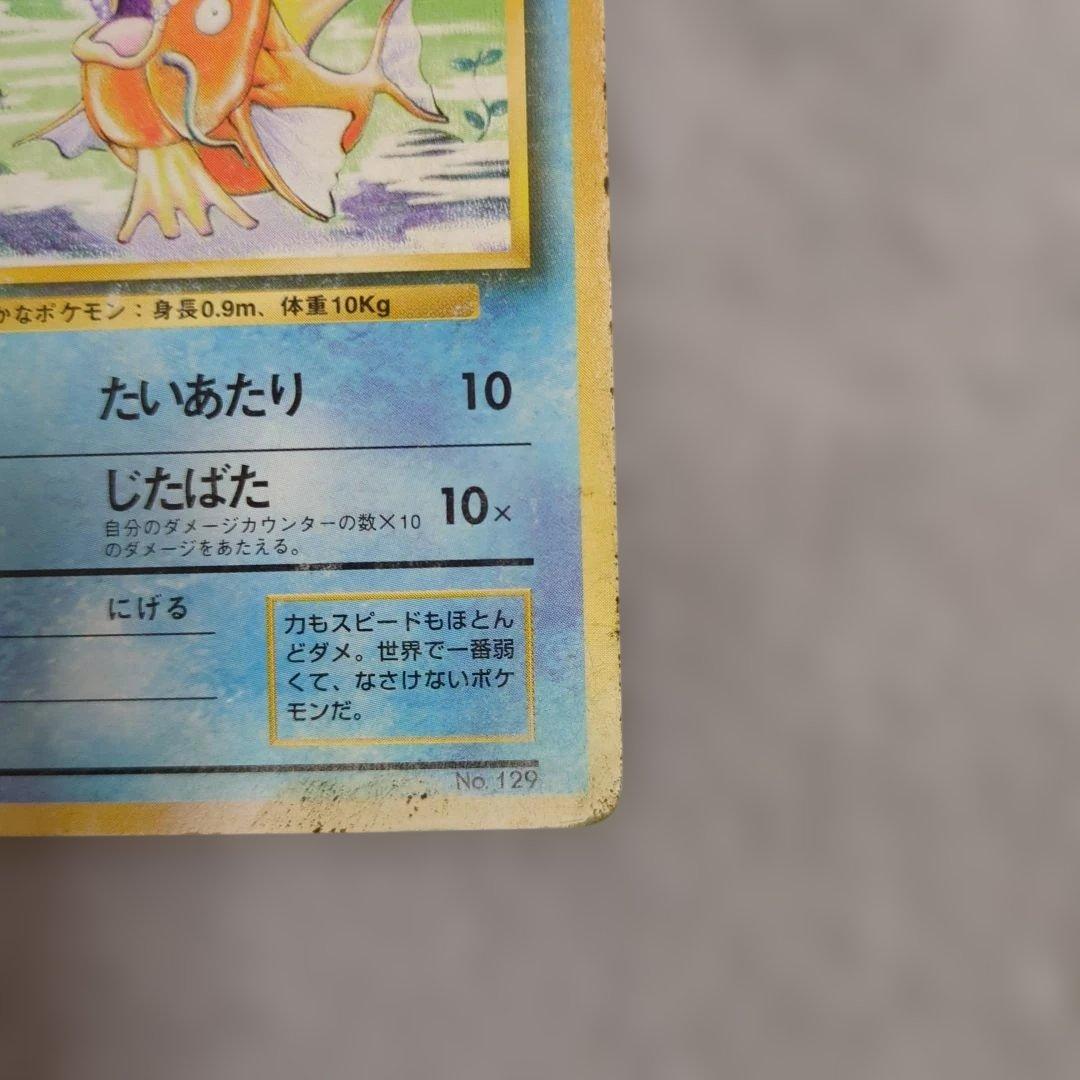 かなポケモン：身長0.9m、体重10Kg
たいあたり 10
じたばた 10×
自分のダメージカウンターの数×10
のダメージをあたえる。
にげる
力もスピードもほとん
どダメ。世界で一番弱
くて、なさけないポケ
モンだ。
No. 129